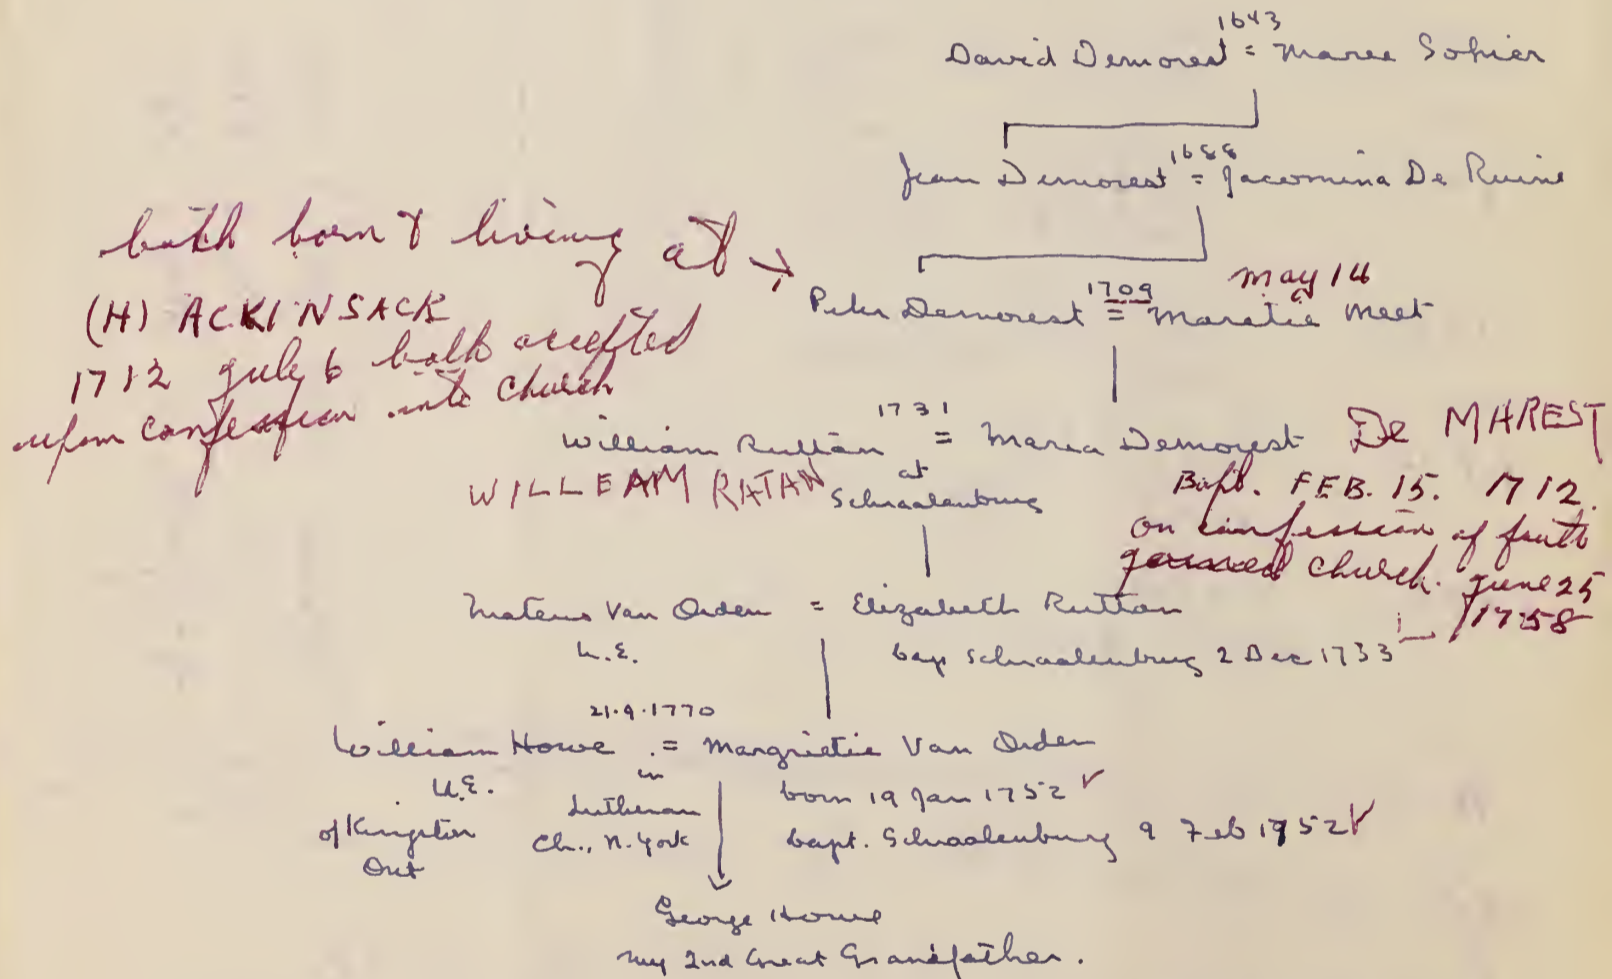 1643
David Demorest = Maree Sohier
1688
Jean Demorest = Jacomina De Ruine
both born & living at →
(H) ACKINSACK
1712 July 6 both accepted
upon confession into church
1709 May 14
Peter Demorest = Maratie Meet
1731
William Ruttan = Maria Demorest De MAREST
WILLEAM RATAN
at
Schraalenburg
Bapt. FEB. 15. 1712.
on confession of faith
joined church. June 25
1758
Mateus Van Orden = Elizabeth Ruttan
U.E.
bap Schraalenburg 2 Dec 1733
21.9.1770
William Howe = Margrietie Van Orden
U.E.
of Kingston
Ont
in
Lutheran
Ch., N. York
born 19 Jan 1752 ✓
bapt. Schraalenburg 9 Feb 1752 ✓
George Howe
my 2nd Great Grandfather.